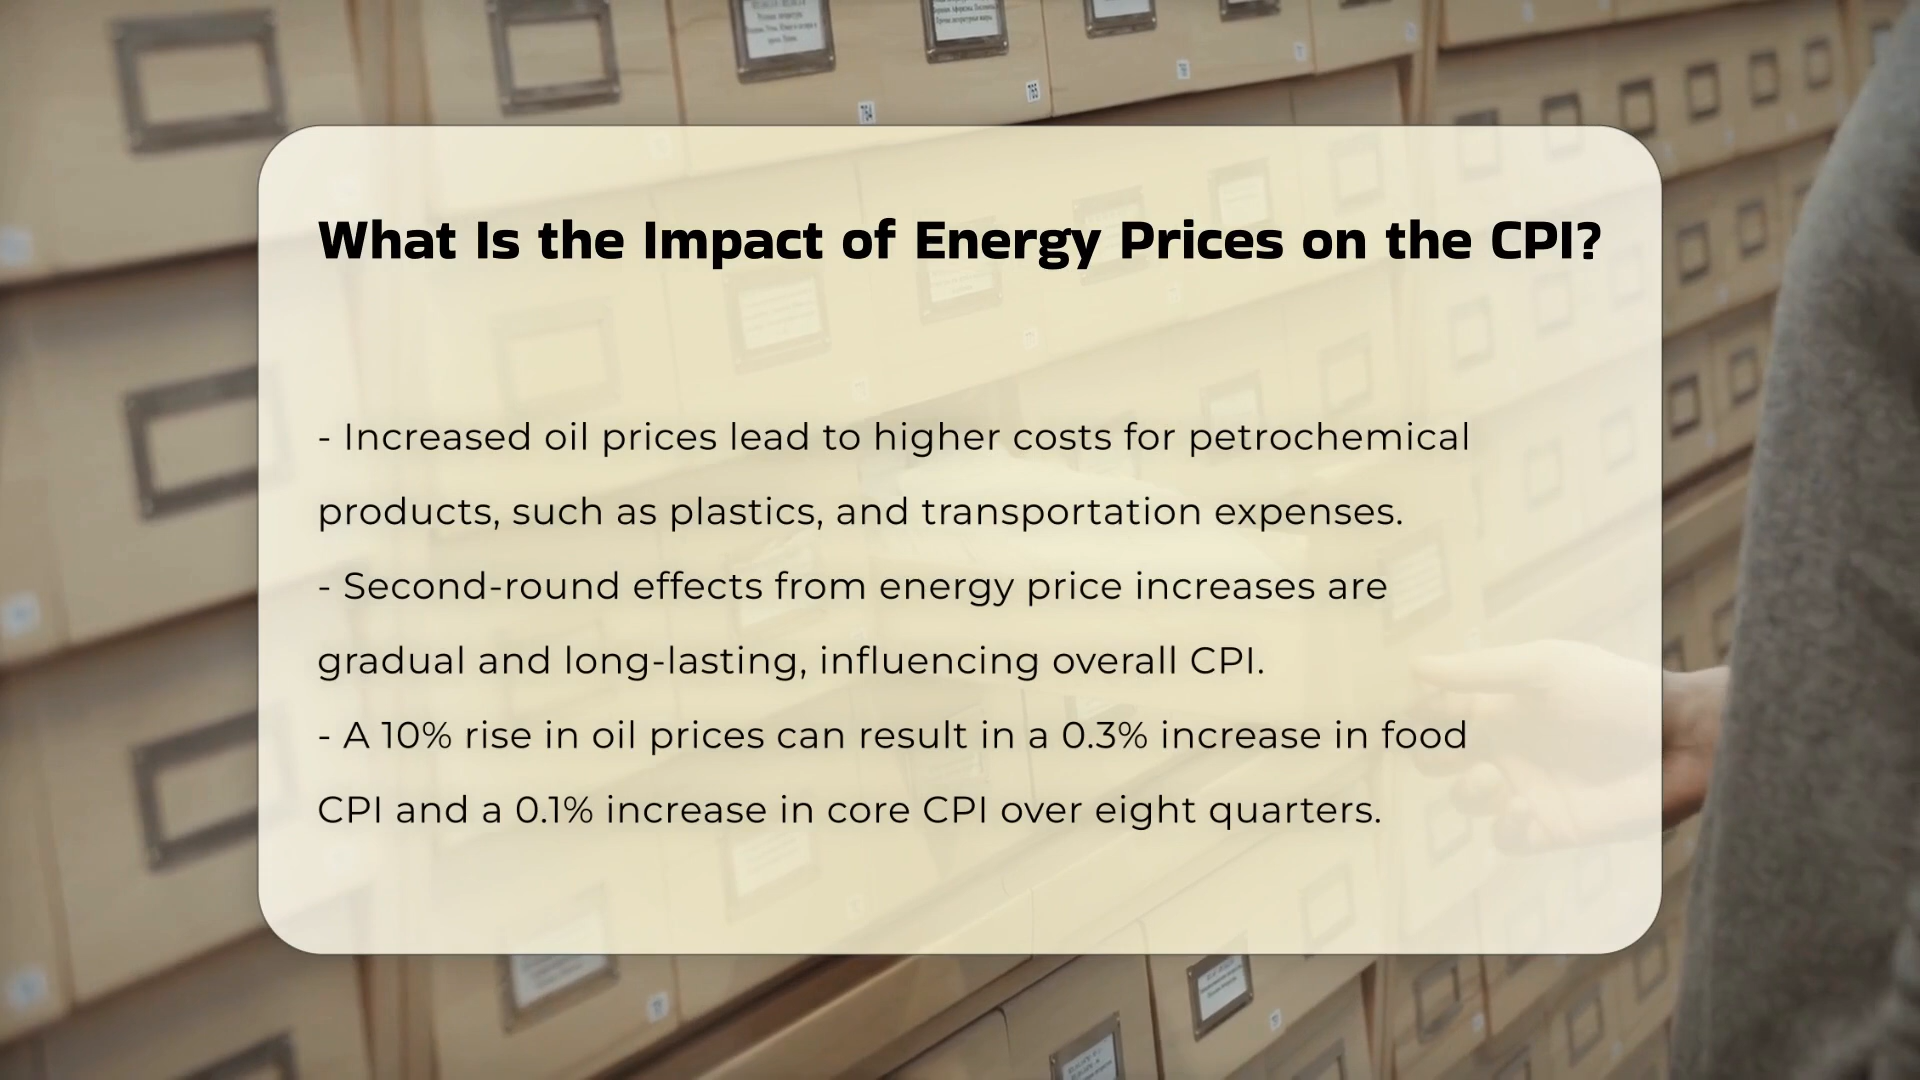 What Is the Impact of Energy Prices on the CPI?
- Increased oil prices lead to higher costs for petrochemical
products, such as plastics, and transportation expenses.
- Second-round effects from energy price increases are
gradual and long-lasting, influencing overall CPI.
- A 10% rise in oil prices can result in a 0.3% increase in food
CPI and a 0.1% increase in core CPI over eight quarters.
764
765